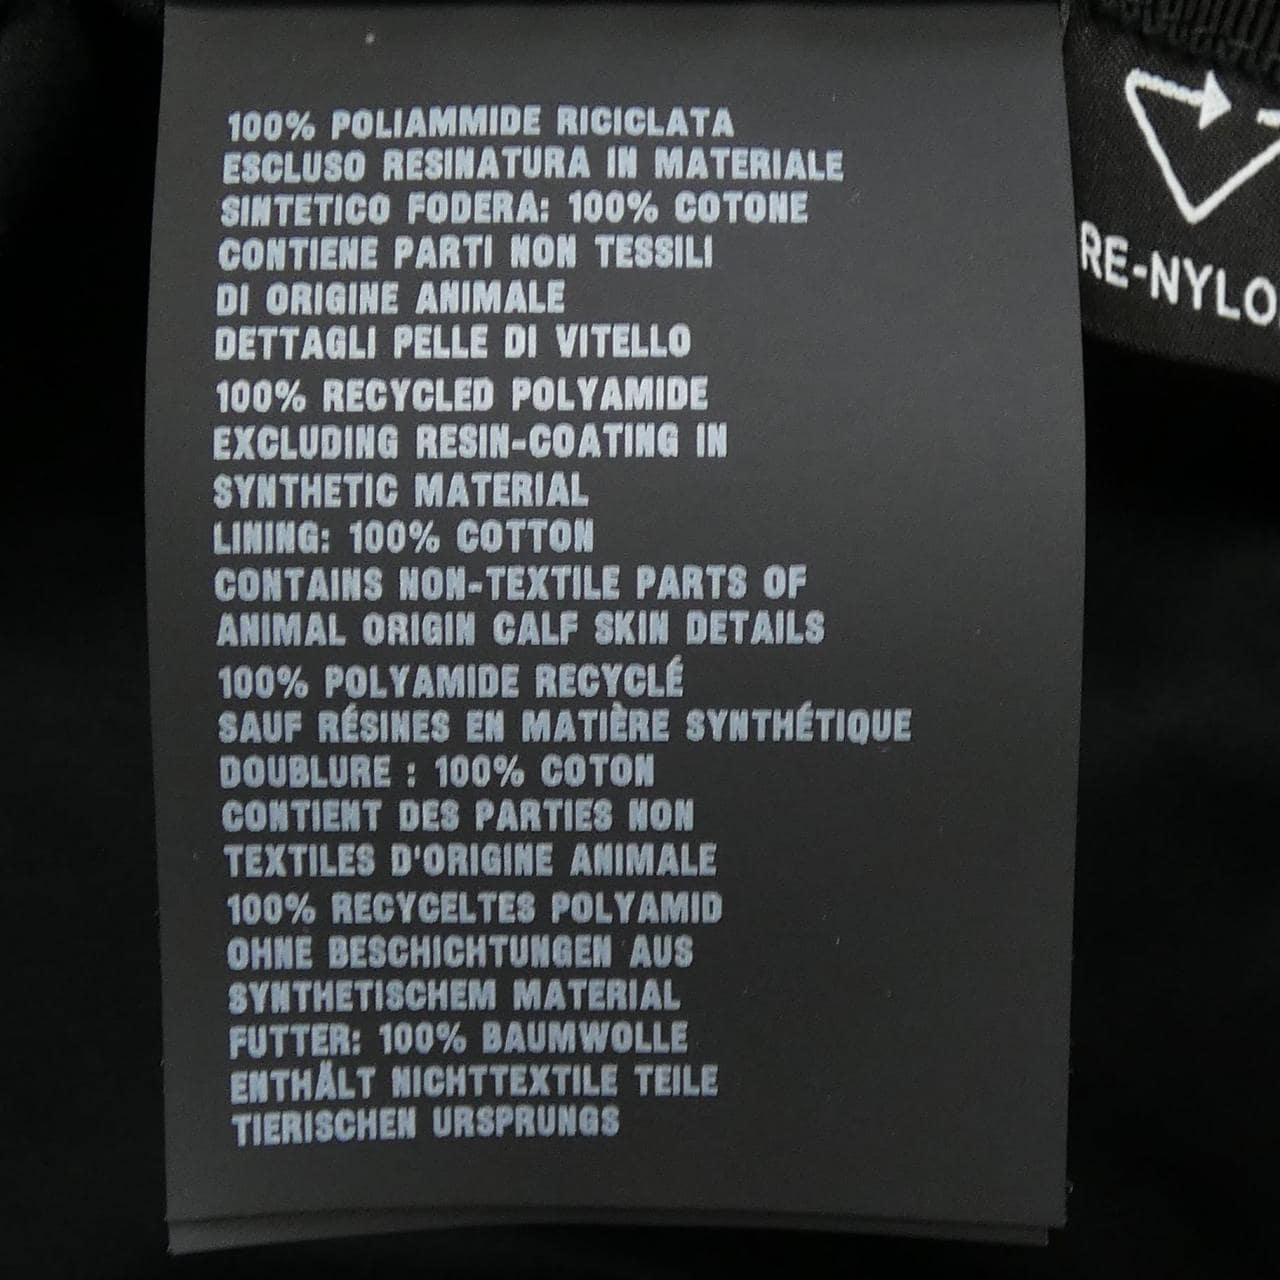 100% POLIAMMIDE RICICLATA
ESCLUSO RESINATURA IN MATERIALE
SINTETICO FODERA: 100% COTONE
CONTIENE PARTI NON TESSILI
DI ORIGINE ANIMALE
DETTAGLI PELLE DI VITELLO
100% RECYCLED POLYAMIDE
EXCLUDING RESIN-COATING IN
SYNTHETIC MATERIAL
LINING: 100% COTTON
CONTAINS NON-TEXTILE PARTS OF
ANIMAL ORIGIN CALF SKIN DETAILS
100% POLYAMIDE RECYCLÉ
SAUF RÉSINES EN MATIÈRE SYNTHÉTIQUE
DOUBLURE : 100% COTON
CONTIENT DES PARTIES NON
TEXTILES D'ORIGINE ANIMALE
100% RECYCELTES POLYAMID
OHNE BESCHICHTUNGEN AUS
SYNTHETISCHEM MATERIAL
FUTTER: 100% BAUMWOLLE
ENTHÄLT NICHTTEXTILE TEILE
TIERISCHEN URSPRUNGS
RE-NYLO